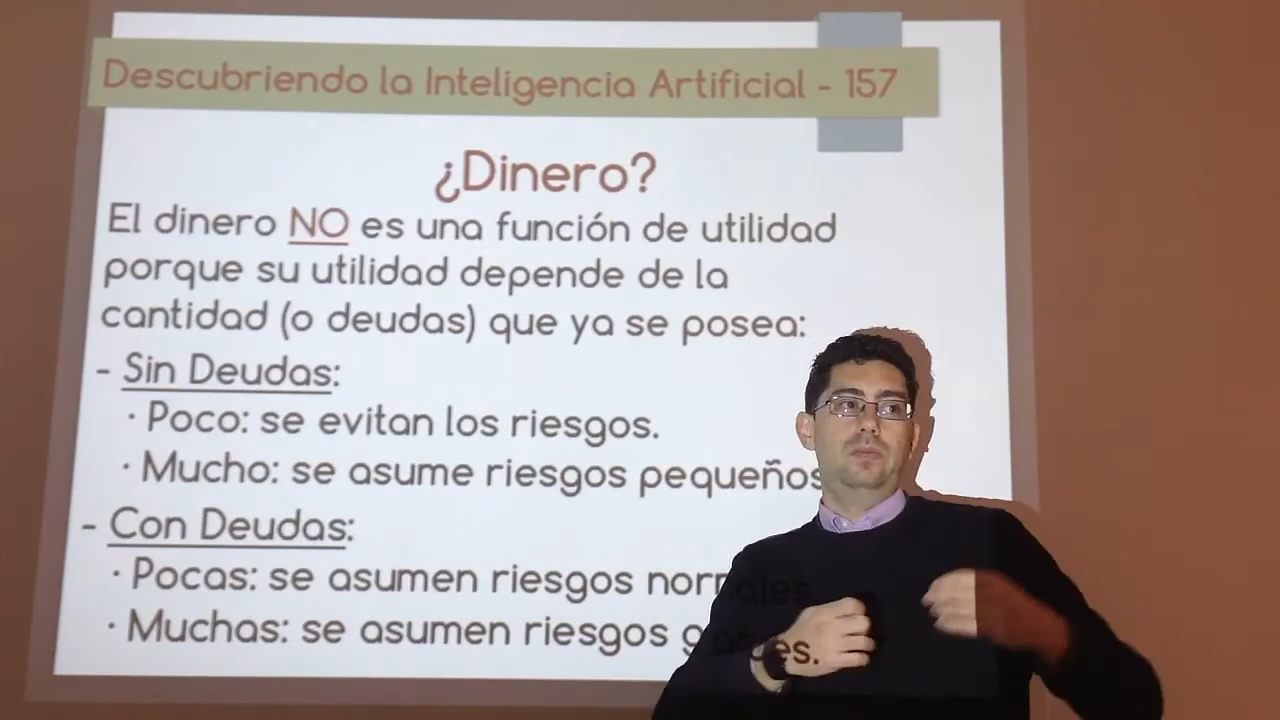 Descubriendo la Inteligencia Artificial - 157
¿Dinero?
El dinero NO es una función de utilidad
porque su utilidad depende de la
cantidad (o deudas) que ya se posea:
- Sin Deudas:
· Poco: se evitan los riesgos.
· Mucho: se asume riesgos pequeños
- Con Deudas:
· Pocas: se asumen riesgos normales.
· Muchas: se asumen riesgos